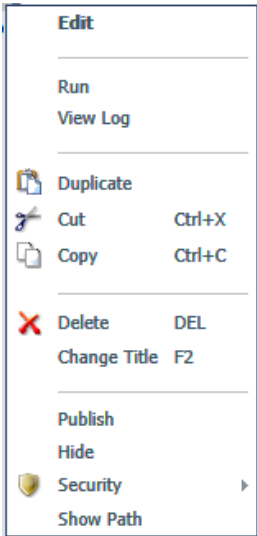 Edit
Run
View Log
Duplicate
Cut Ctrl+X
Copy Ctrl+C
Delete DEL
Change Title F2
Publish
Hide
Security
Show Path